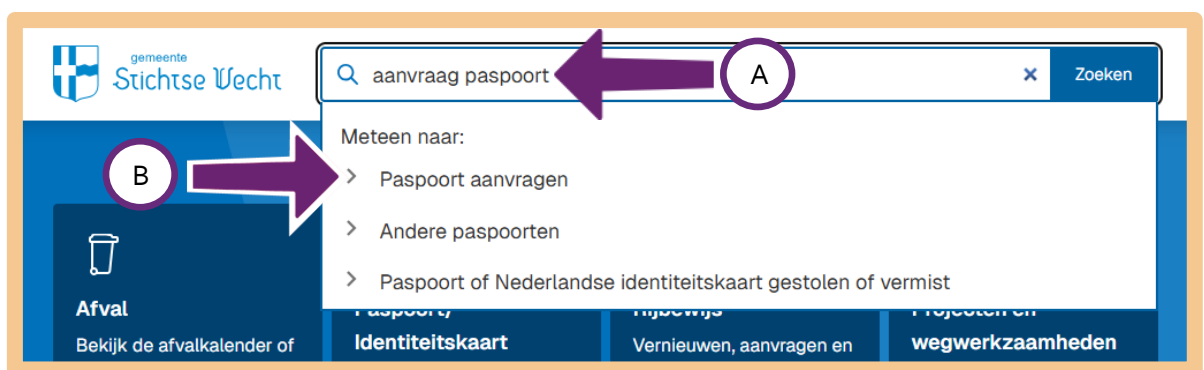 gemeente
Stichtse Vecht
aanvraag paspoort
A
Zoeken
Meteen naar:
B
Paspoort aanvragen
Andere paspoorten
Paspoort of Nederlandse identiteitskaart gestolen of vermist
Afval
Bekijk de afvalkalender of
Paspoort/
Identiteitskaart
Rijbewijs
Vernieuwen, aanvragen en
Projecten en
wegwerkzaamheden